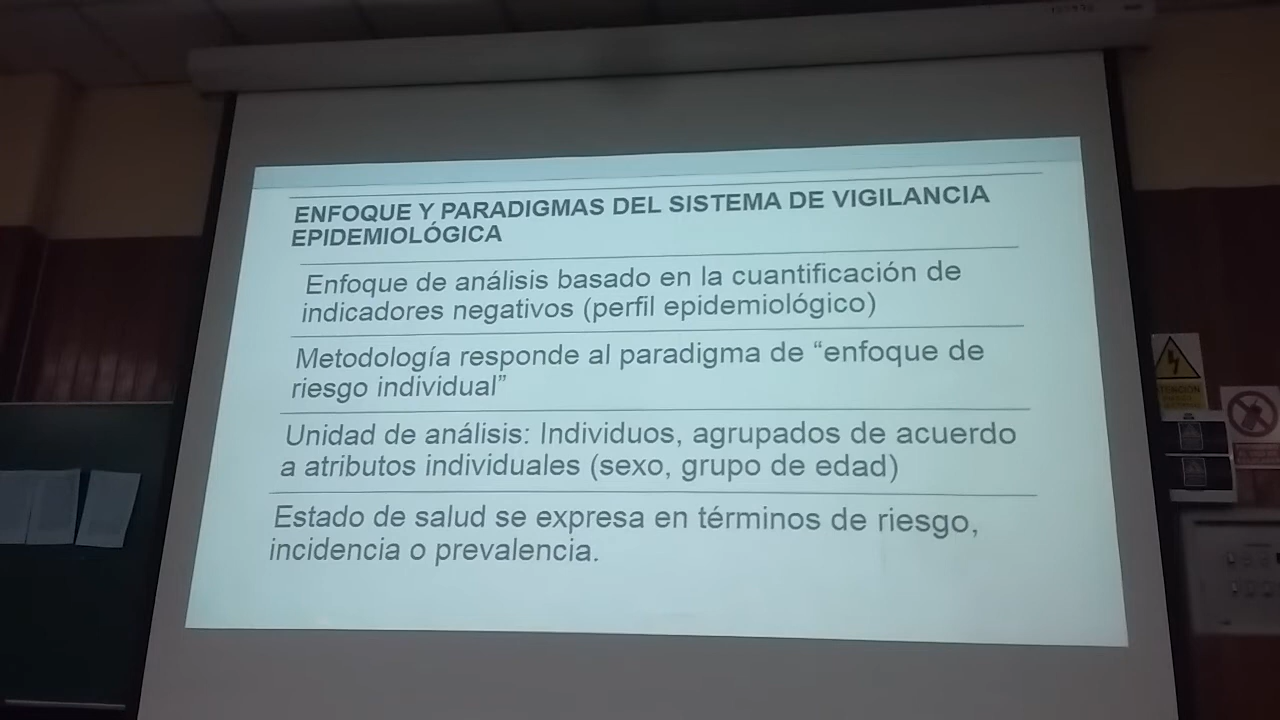 ENFOQUE Y PARADIGMAS DEL SISTEMA DE VIGILANCIA
EPIDEMIOLÓGICA
Enfoque de análisis basado en la cuantificación de
indicadores negativos (perfil epidemiológico)
Metodología responde al paradigma de “enfoque de
riesgo individual”
Unidad de análisis: Individuos, agrupados de acuerdo
a atributos individuales (sexo, grupo de edad)
Estado de salud se expresa en términos de riesgo,
incidencia o prevalencia.
ATENCIÓN